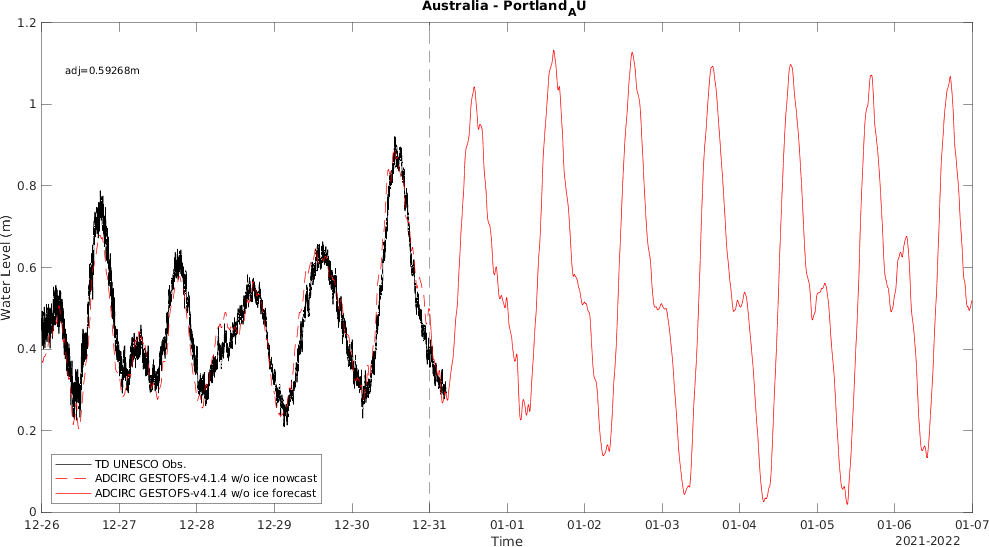 Australia - Portland_AU
adj=0.59268m
1.2
1
0.8
0.6
0.4
0.2
0
Water Level (m)
TD UNESCO Obs.
ADCIRC GESTOFS-v4.1.4 w/o ice nowcast
ADCIRC GESTOFS-v4.1.4 w/o ice forecast
12-26 12-27 12-28 12-29 12-30 12-31 01-01 01-02 01-03 01-04 01-05 01-06 01-07
Time
2021-2022